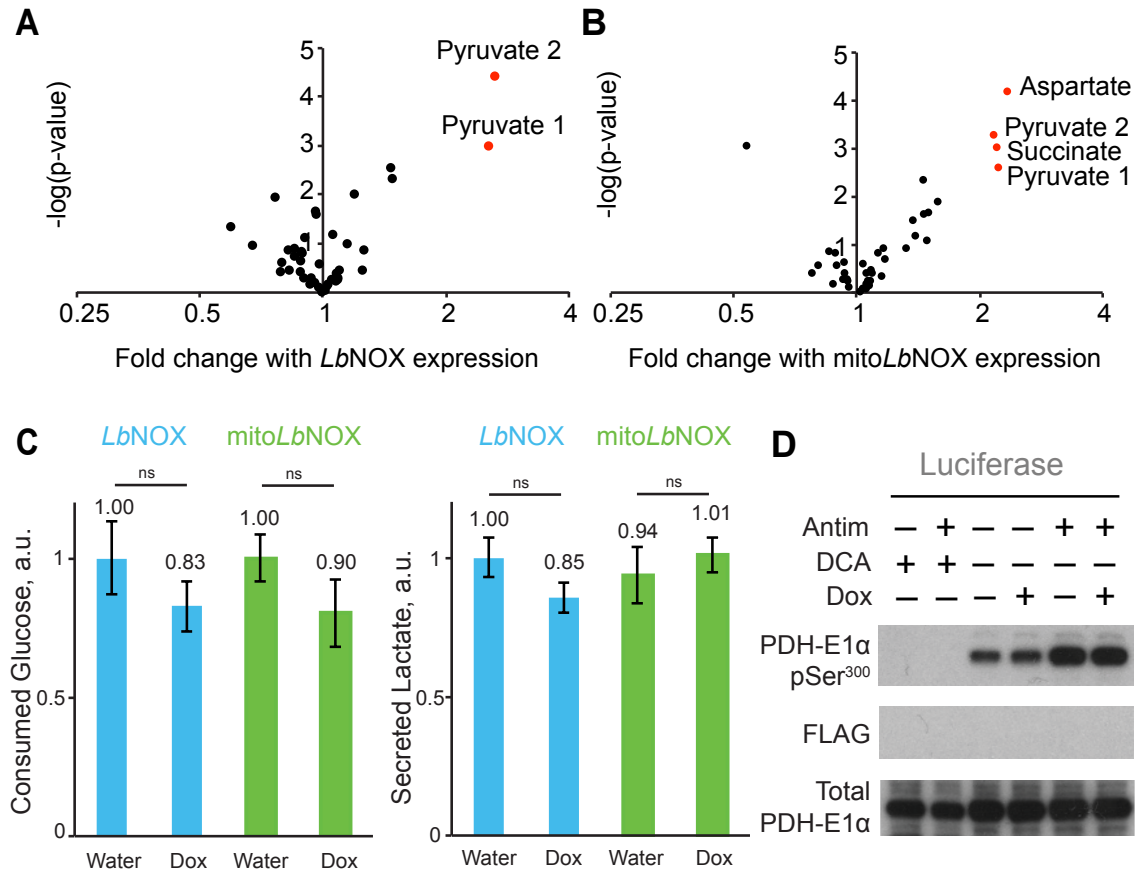 A
B
5
4
3
2
1
-log(p-value)
Pyruvate 2
Pyruvate 1
0.25
0.5
1
2
4
Fold change with LbNOX expression
5
4
3
2
1
-log(p-value)
Aspartate
Pyruvate 2
Succinate
Pyruvate 1
0.25
0.5
1
2
4
Fold change with mitoLbNOX expression
C
LbNOX
mitoLbNOX
ns
ns
1.00
0.83
1.00
0.90
1
0.5
0
Consumed Glucose, a.u.
Water
Dox
Water
Dox
LbNOX
mitoLbNOX
ns
ns
1.00
0.85
0.94
1.01
1
0.5
0
Secreted Lactate, a.u.
Water
Dox
Water
Dox
D
Luciferase
Antim − + − − + +
DCA + + − − − −
Dox − − − + − +
PDH-E1α
pSer³⁰⁰
FLAG
Total
PDH-E1α